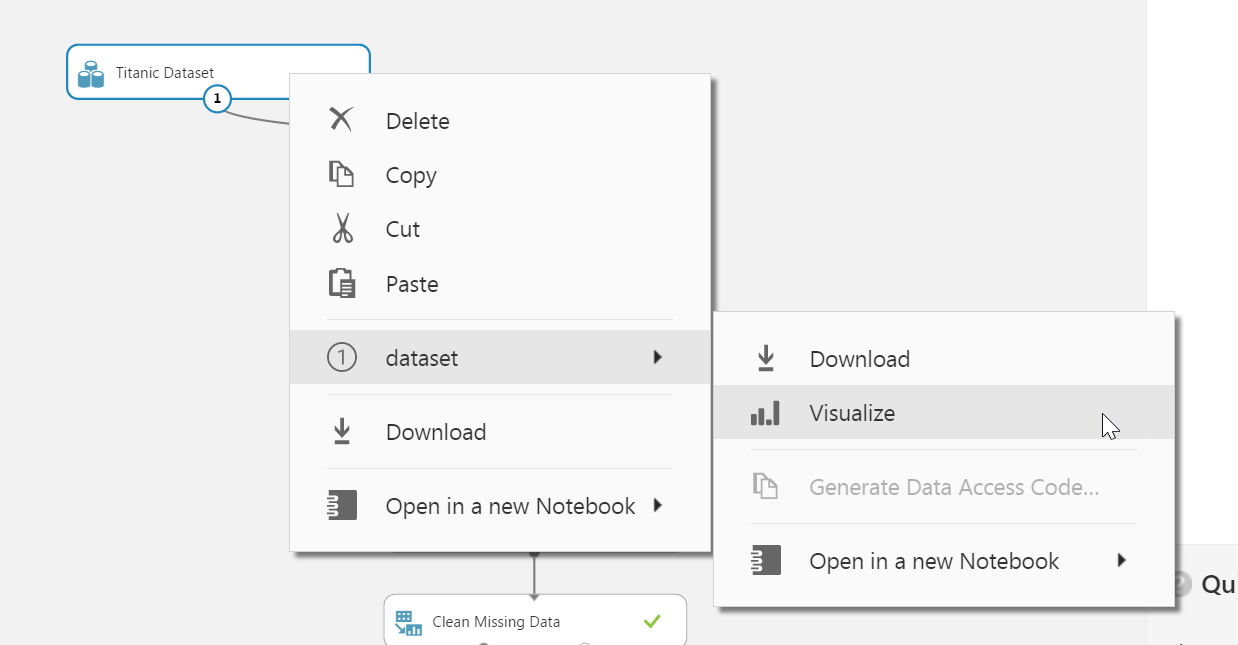 Titanic Dataset
1
Delete
Copy
Cut
Paste
1 dataset
Download
Open in a new Notebook
Download
Visualize
Generate Data Access Code...
Open in a new Notebook
Clean Missing Data
? Qu